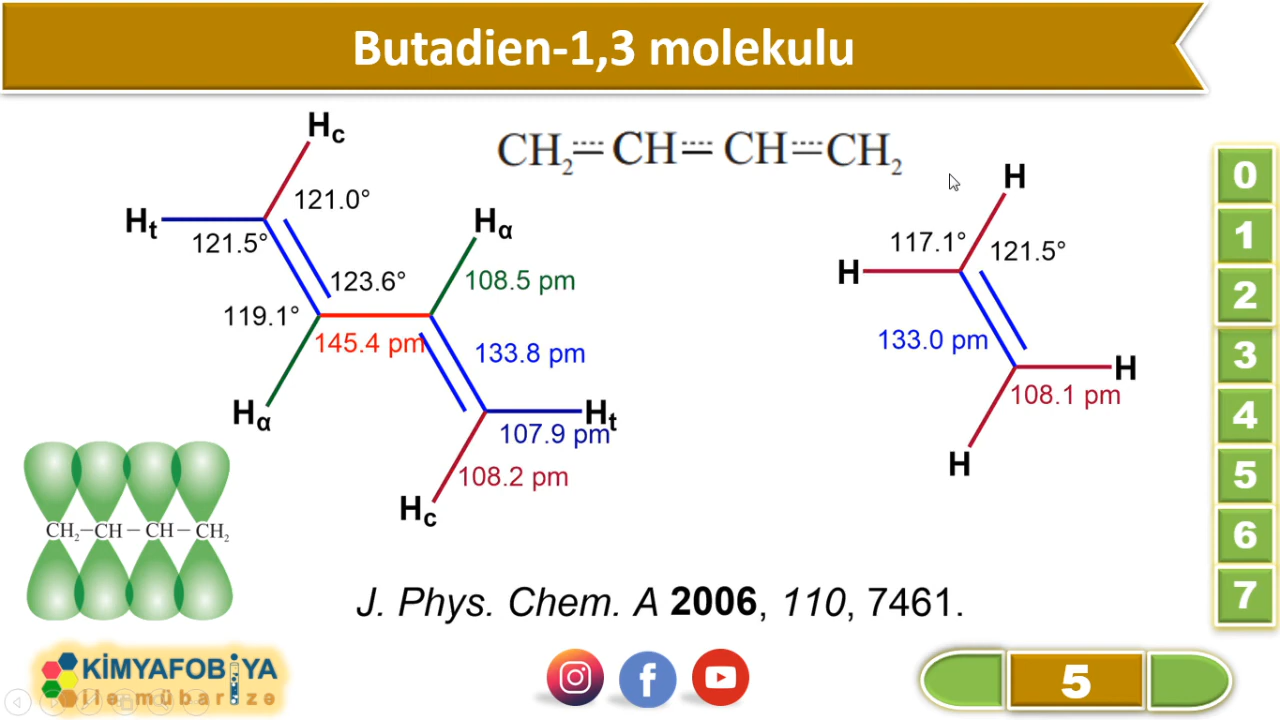 Butadien-1,3 molekulu
CH₂ CH CH CH₂
Hc
121.0°
Ht
121.5°
Hα
123.6°
108.5 pm
119.1°
145.4 pm
133.8 pm
Hα
Ht
107.9 pm
108.2 pm
Hc
H
117.1°
121.5°
H
133.0 pm
H
108.1 pm
H
CH₂–CH–CH–CH₂
J. Phys. Chem. A 2006, 110, 7461.
KİMYAFOBİYA
ilə mübarizə
f
5
0
1
2
3
4
5
6
7